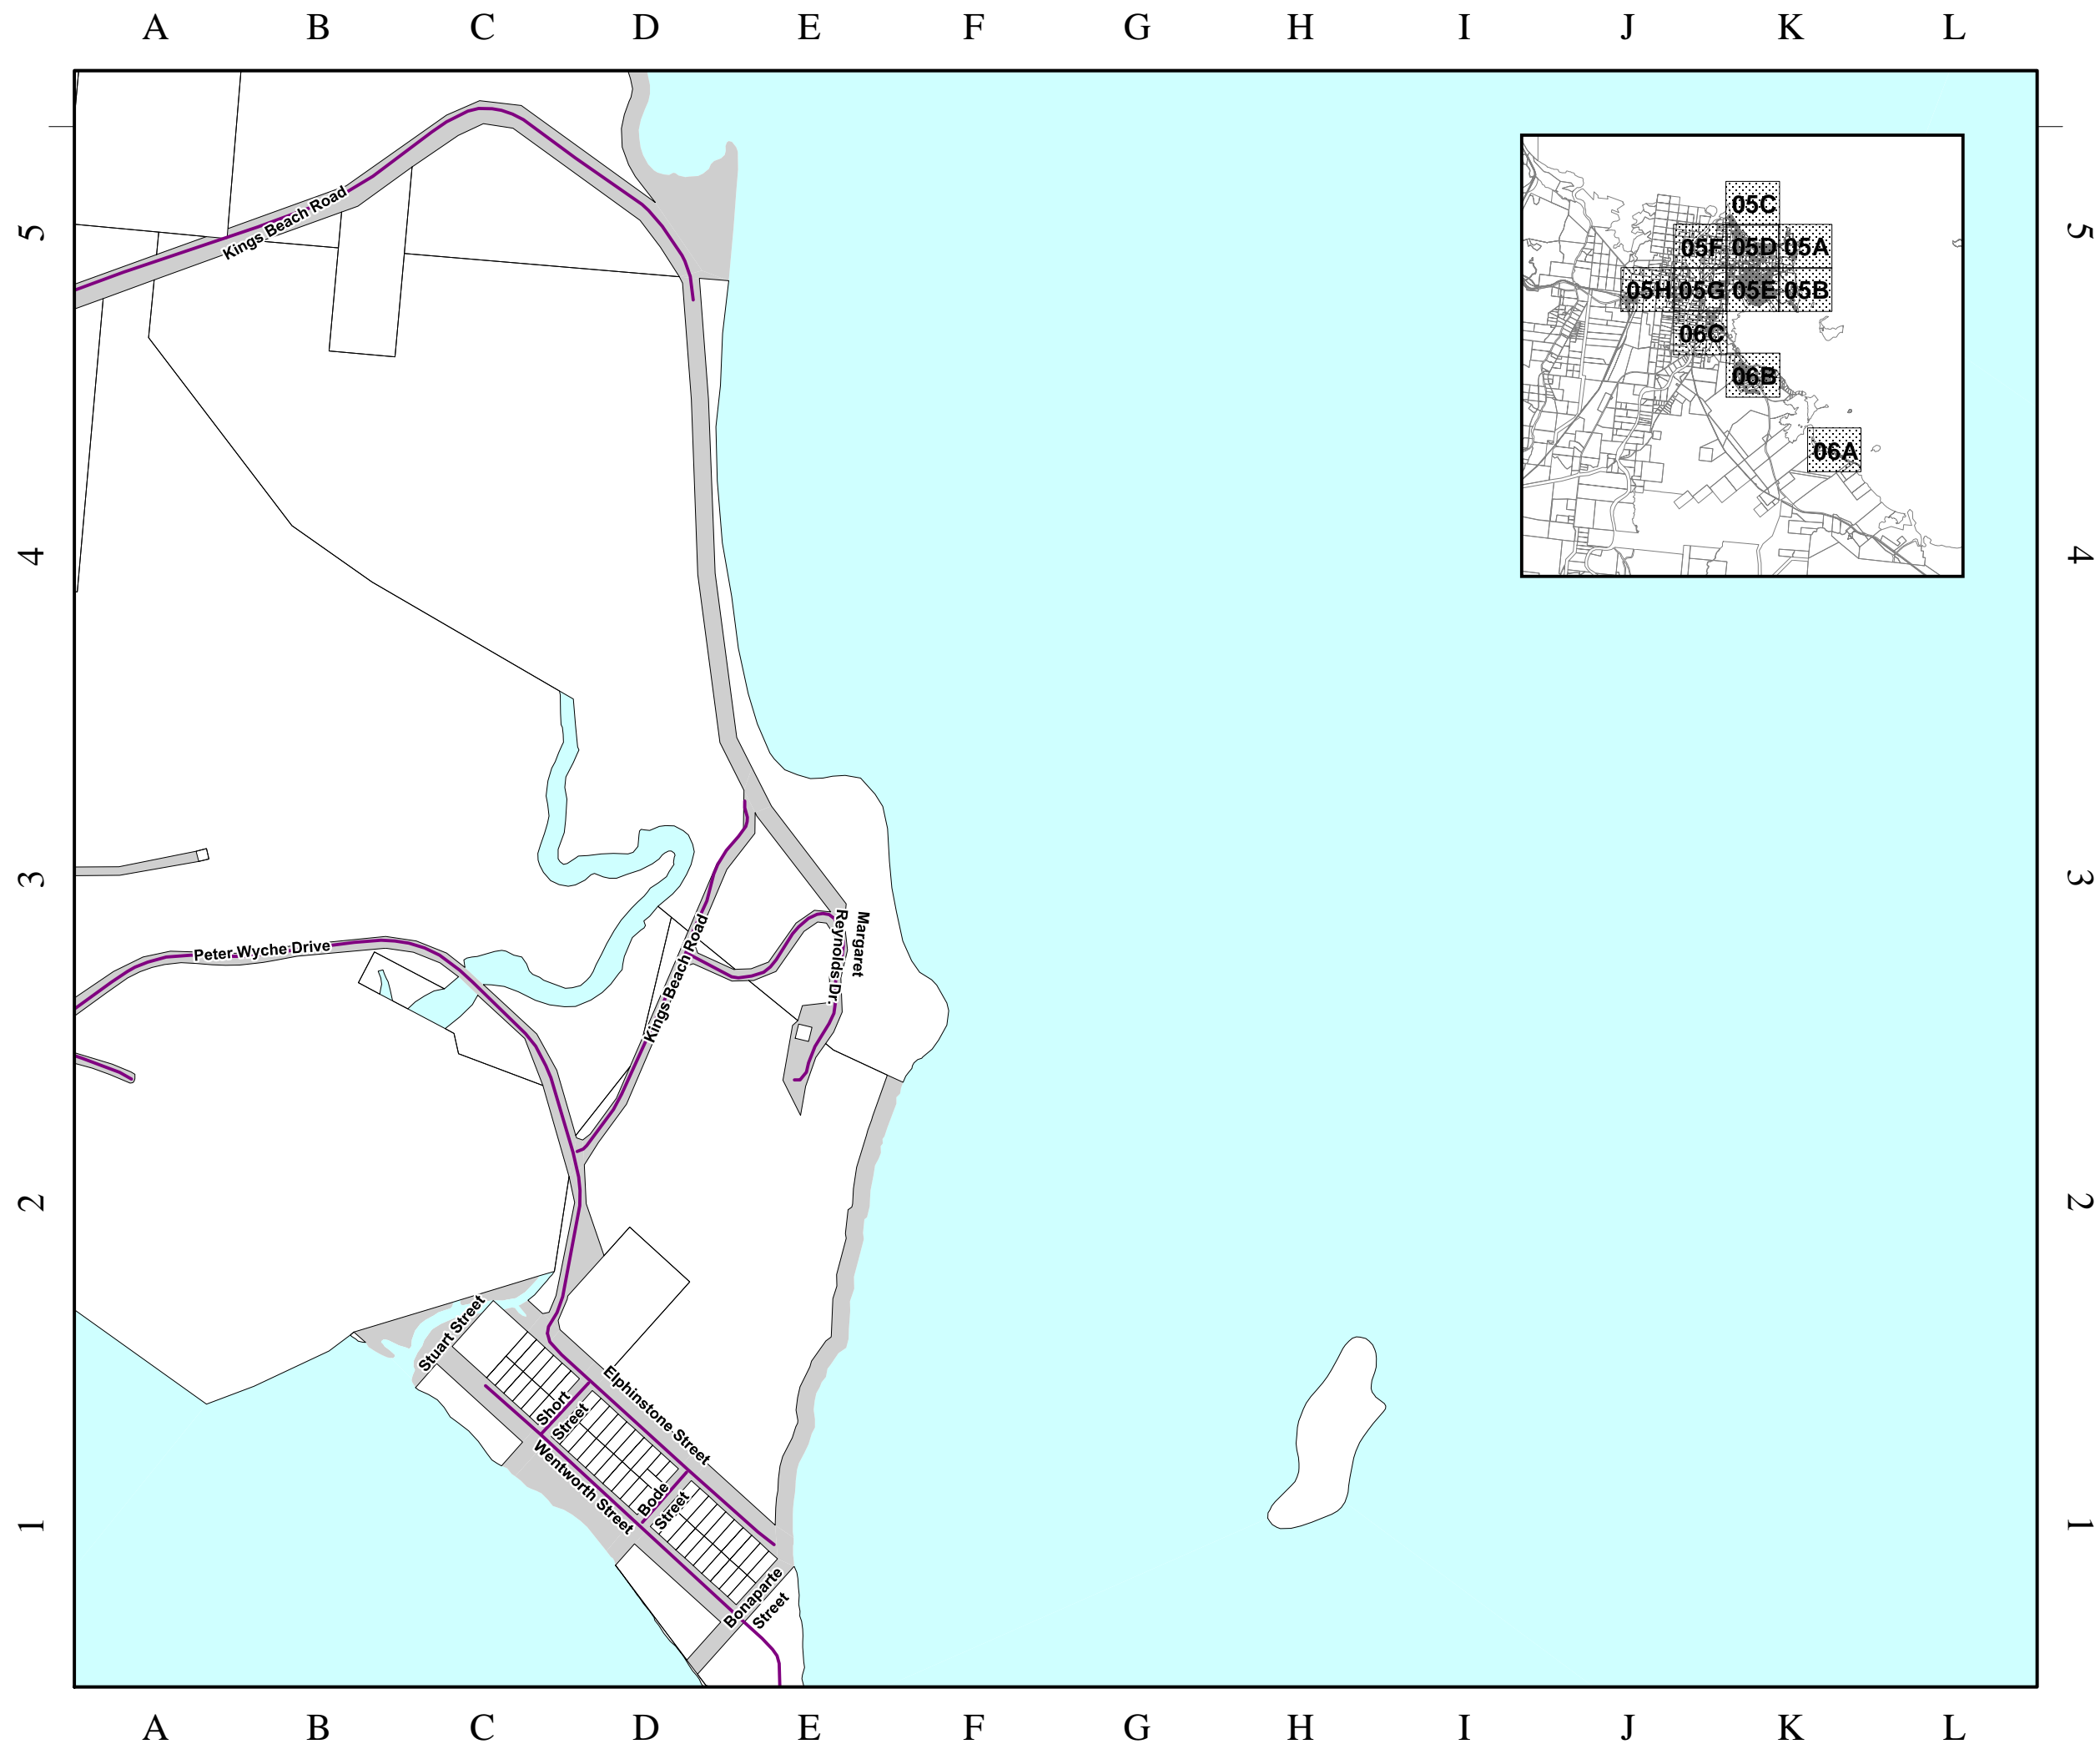 A B C D E F G H I J K L
5 5
05C
05F 05D 05A
05H 05G 05E 05B
06C
06B
06A
Kings Beach Road
4 4
3 3
Peter Wyche Drive
Kings Beach Road
Margaret
Reynolds Dr.
2 2
Stuart Street
Elphinstone Street
Short
Street
Wentworth Street
Bode
Street
1 1
Bonaparte
Street
A B C D E F G H I J K L